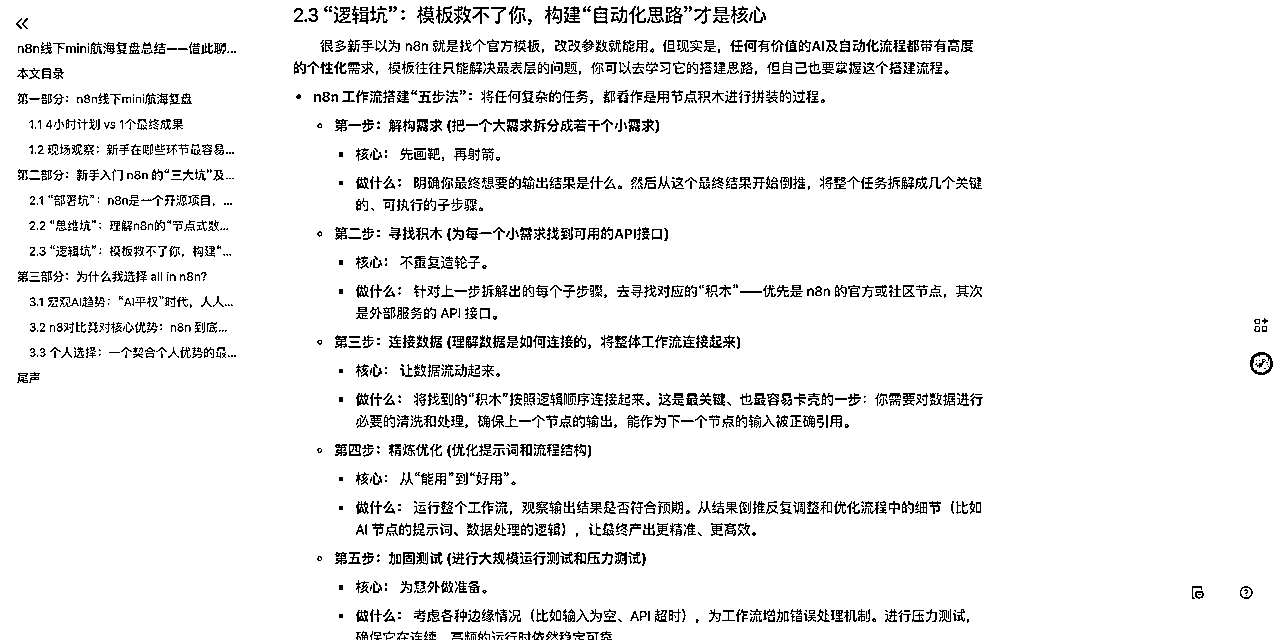 n8n线下mini航海复盘总结——借此聊...
本文目录
第一部分：n8n线下mini航海复盘
1.1 4小时计划 vs 1个最终成果
1.2 现场观察：新手在哪些环节最容易...
第二部分：新手入门 n8n 的“三大坑”及...
2.1 “部署坑”：n8n是一个开源项目，...
2.2 “思维坑”：理解n8n的“节点式数...
2.3 “逻辑坑”：模板救不了你，构建“...
第三部分：为什么我选择 all in n8n?
3.1 宏观AI趋势：“AI平权”时代，人人...
3.2 n8对比竞对核心优势：n8n 到底...
3.3 个人选择：一个契合个人优势的最...
尾声
2.3 “逻辑坑”：模板救不了你，构建“自动化思路”才是核心
很多新手以为 n8n 就是找个官方模板，改改参数就能用。但现实是，任何有价值的AI及自动化流程都带有高度
的个性化需求，模板往往只能解决最表层的问题，你可以去学习它的搭建思路，但自己也要掌握这个搭建流程。
• n8n 工作流搭建“五步法”：将任何复杂的任务，都看作是用节点积木进行拼装的过程。
◦ 第一步：解构需求 (把一个大需求拆分成若干个小需求)
▪ 核心： 先画靶，再射箭。
▪ 做什么： 明确你最终想要的输出结果是什么。然后从这个最终结果开始倒推，将整个任务拆解成几个关键
的、可执行的子步骤。
◦ 第二步：寻找积木 (为每一个小需求找到可用的API接口)
▪ 核心： 不重复造轮子。
▪ 做什么： 针对上一步拆解出的每个子步骤，去寻找对应的“积木”——优先是 n8n 的官方或社区节点，其次
是外部服务的 API 接口。
◦ 第三步：连接数据 (理解数据是如何连接的，将整体工作流连接起来)
▪ 核心： 让数据流动起来。
▪ 做什么： 将找到的“积木”按照逻辑顺序连接起来。这是最关键、也最容易卡壳的一步：你需要对数据进行
必要的清洗和处理，确保上一个节点的输出，能作为下一个节点的输入被正确引用。
◦ 第四步：精炼优化 (优化提示词和流程结构)
▪ 核心： 从“能用”到“好用”。
▪ 做什么： 运行整个工作流，观察输出结果是否符合预期。从结果倒推反复调整和优化流程中的细节（比如
AI 节点的提示词、数据处理的逻辑），让最终产出更精准、更高效。
◦ 第五步：加固测试 (进行大规模运行测试和压力测试)
▪ 核心： 为意外做准备。
▪ 做什么： 考虑各种边缘情况（比如输入为空、API 超时），为工作流增加错误处理机制。进行压力测试，
确保它在连续、高频的运行时依然稳定可靠。